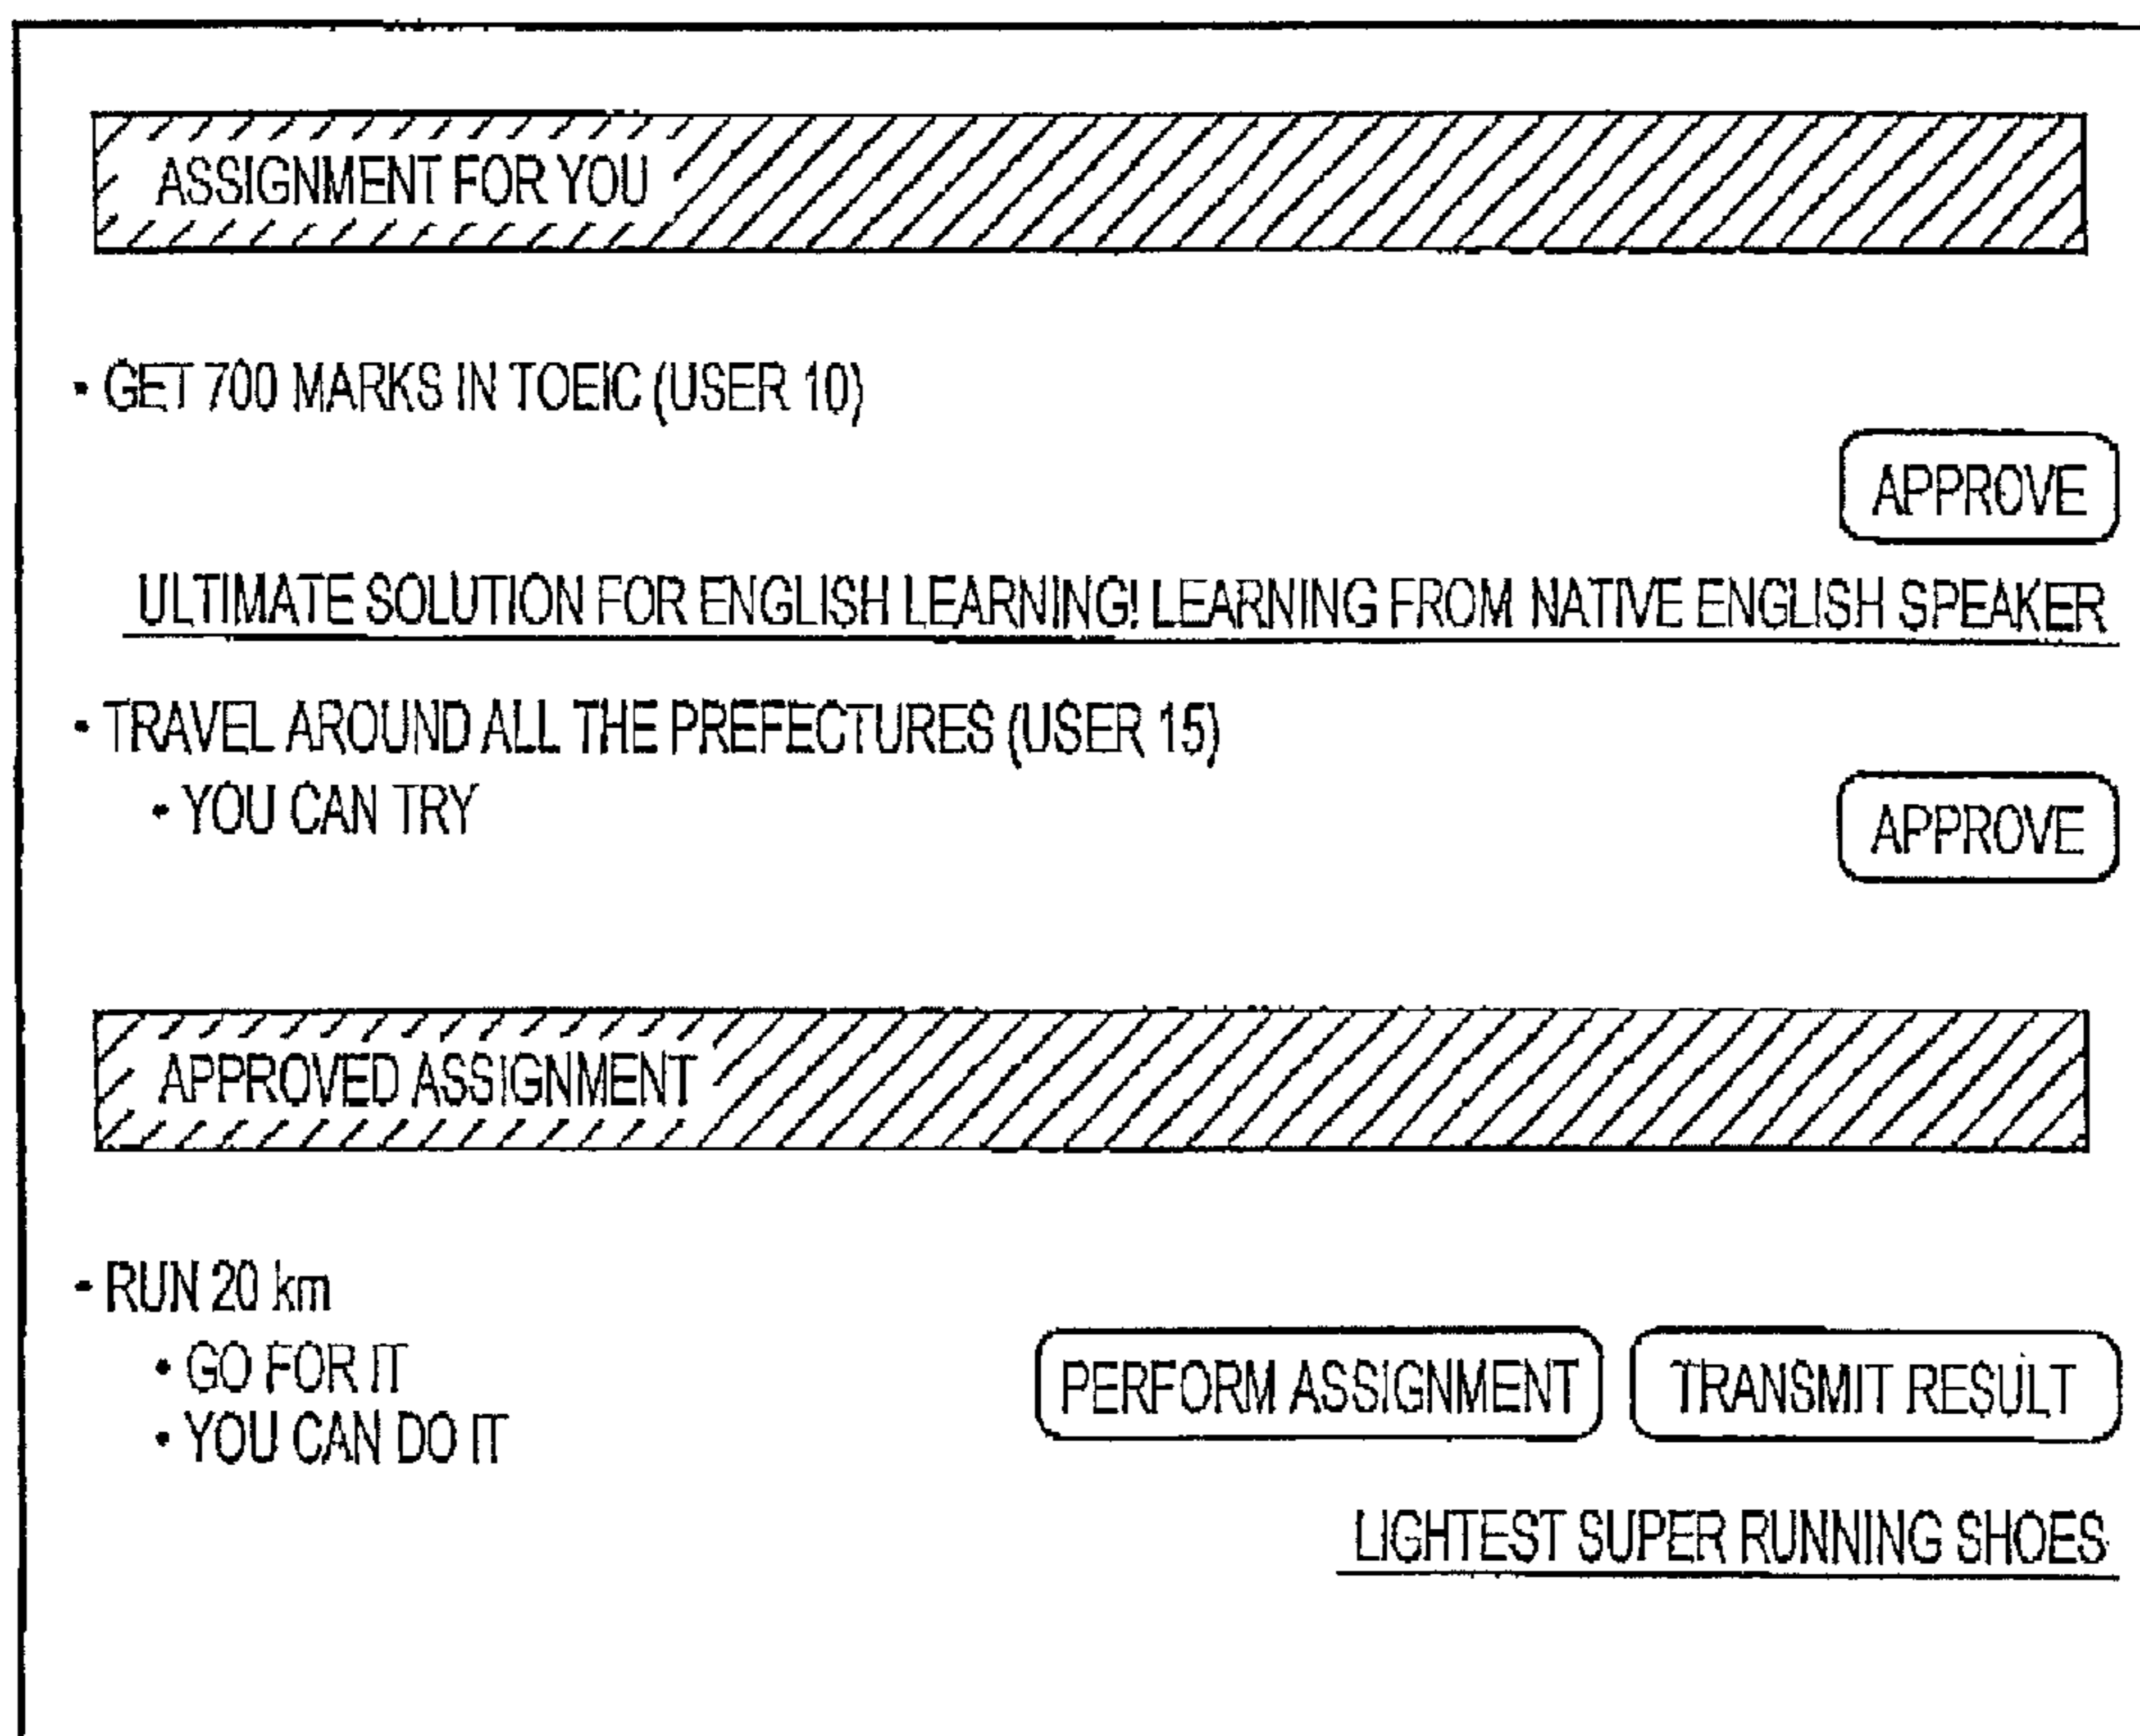 ASSIGNMENT FOR YOU
• GET 700 MARKS IN TOEIC (USER 10)
APPROVE
ULTIMATE SOLUTION FOR ENGLISH LEARNING! LEARNING FROM NATIVE ENGLISH SPEAKER
• TRAVEL AROUND ALL THE PREFECTURES (USER 15)
• YOU CAN TRY
APPROVE
APPROVED ASSIGNMENT
• RUN 20 km
• GO FOR IT
PERFORM ASSIGNMENT TRANSMIT RESULT
• YOU CAN DO IT
LIGHTEST SUPER RUNNING SHOES